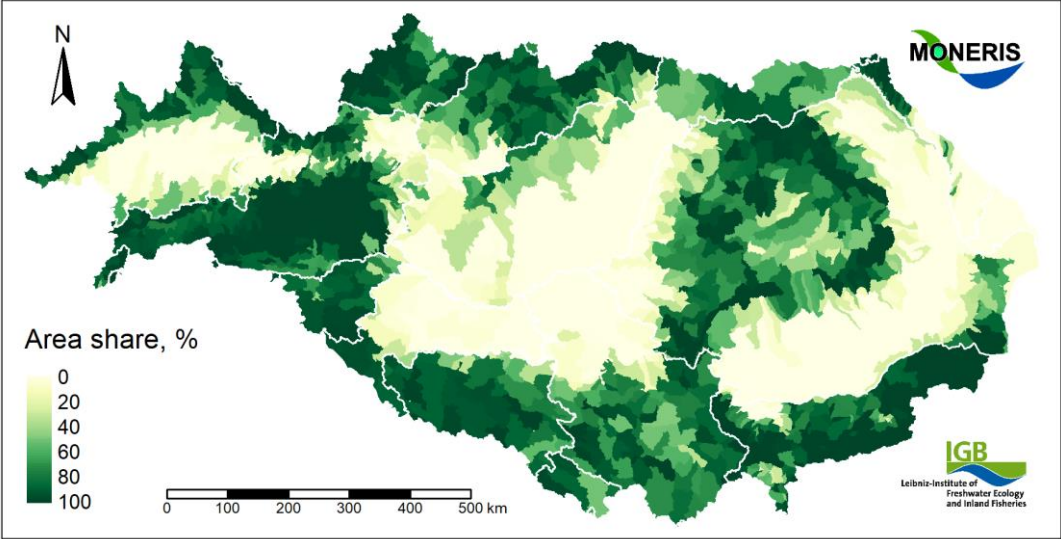 N
MONERIS
Area share, %
0
20
40
60
80
100
0 100 200 300 400 500 km
IGB
Leibniz-Institute of
Freshwater Ecology
and Inland Fisheries